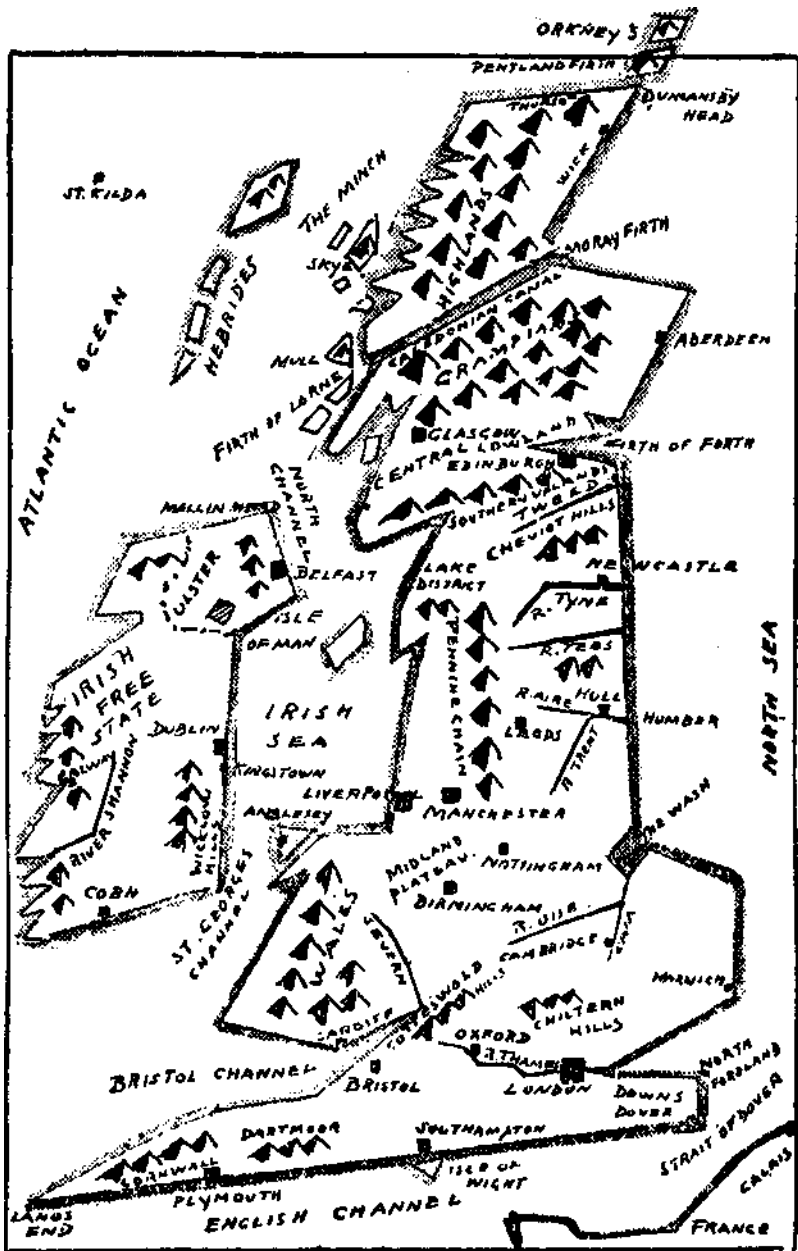 ORKNEYS
PENTLAND FIRTH
DUNANSBY
HEAD
THURSO
WICK
ST. KILDA
THE MINCH
SKYE
HEBRIDES
HIGHLANDS
MORAY FIRTH
CALEDONIAN CANAL
GRAMPIANS
ABERDEEN
MULL
FIRTH OF LORNE
ATLANTIC OCEAN
GLASGOW
CENTRAL LOWLAND
EDINBURGH
FIRTH OF FORTH
SOUTHERN UPLANDS
TWEED
CHEVIOT HILLS
NORTH
CHANNEL
MALLIN HEAD
ULSTER
BELFAST
LAKE
DISTRICT
NEWCASTLE
R. TYNE
ISLE
OF MAN
R. TEES
PENNINE CHAIN
IRISH
FREE
STATE
IRISH
SEA
R. AIRE
HULL
HUMBER
LEEDS
R. TRENT
NORTH SEA
DUBLIN
KINGSTOWN
GALWAY
RIVER SHANNON
WICKLOW
HILLS
LIVERPOOL
MANCHESTER
ANGLESEY
THE WASH
MIDLAND
PLATEAU
NOTTINGHAM
BIRMINGHAM
COBH
ST. GEORGES
CHANNEL
WALES
SEVERN
R. OUSE
CAMBRIDGE
HARWICH
CARDIFF
COTTESWOLD
HILLS
CHILTERN
HILLS
OXFORD
R. THAMES
LONDON
NORTH
FORDLAND
BRISTOL CHANNEL
BRISTOL
DOWNS
DOVER
STRAIT OF DOVER
DARTMOOR
SOUTHAMPTON
CORNWALL
PLYMOUTH
ISLE OF
WIGHT
CALAIS
LANDS
END
ENGLISH CHANNEL
FRANCE